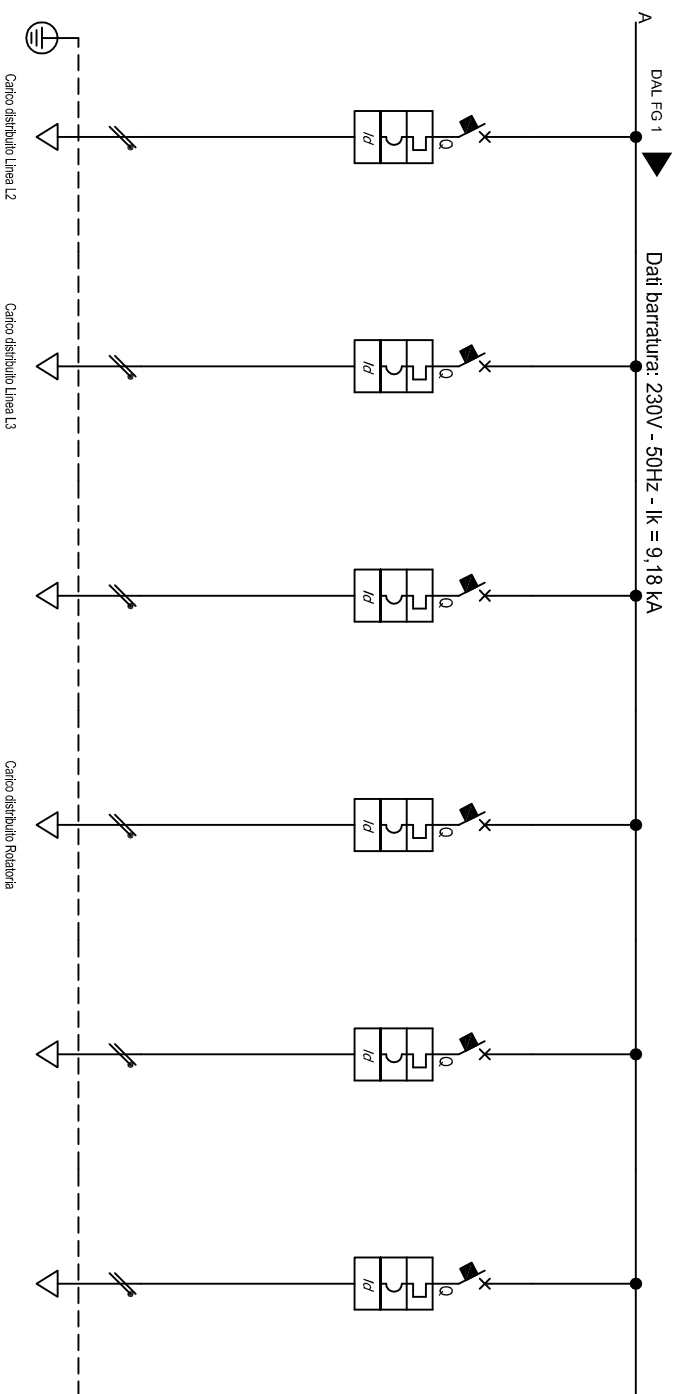 A
DAL FG 1
Dati barratura: 230V - 50Hz - Ik = 9,18 kA
Q
Id
Q
Id
Q
Id
Q
Id
Q
Id
Q
Id
Carico distribuito Linea L2
Carico distribuito Linea L3
Carico distribuito Rotatoria